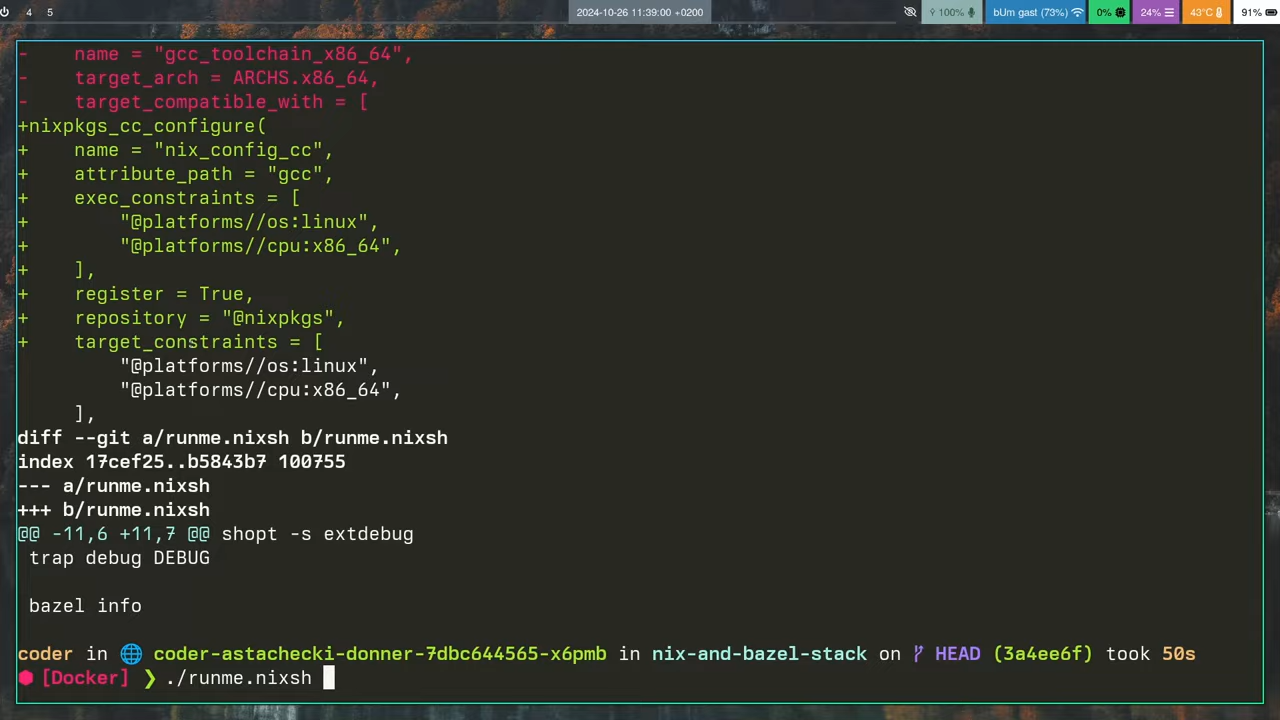 4 5 2024-10-26 11:39:00 +0200 100% bUm gast (73%) 0% 24% 43°C 91%
-    name = "gcc_toolchain_x86_64",
-    target_arch = ARCHS.x86_64,
-    target_compatible_with = [
+nixpkgs_cc_configure(
+    name = "nix_config_cc",
+    attribute_path = "gcc",
+    exec_constraints = [
+        "@platforms//os:linux",
+        "@platforms//cpu:x86_64",
+    ],
+    register = True,
+    repository = "@nixpkgs",
+    target_constraints = [
         "@platforms//os:linux",
         "@platforms//cpu:x86_64",
     ],
diff --git a/runme.nixsh b/runme.nixsh
index 17cef25..b5843b7 100755
--- a/runme.nixsh
+++ b/runme.nixsh
@@ -11,6 +11,7 @@ shopt -s extdebug
 trap debug DEBUG
 bazel info
coder in 🌐 coder-astachecki-donner-7dbc644565-x6pmb in nix-and-bazel-stack on HEAD (3a4ee6f) took 50s
[Docker] ❯ ./runme.nixsh